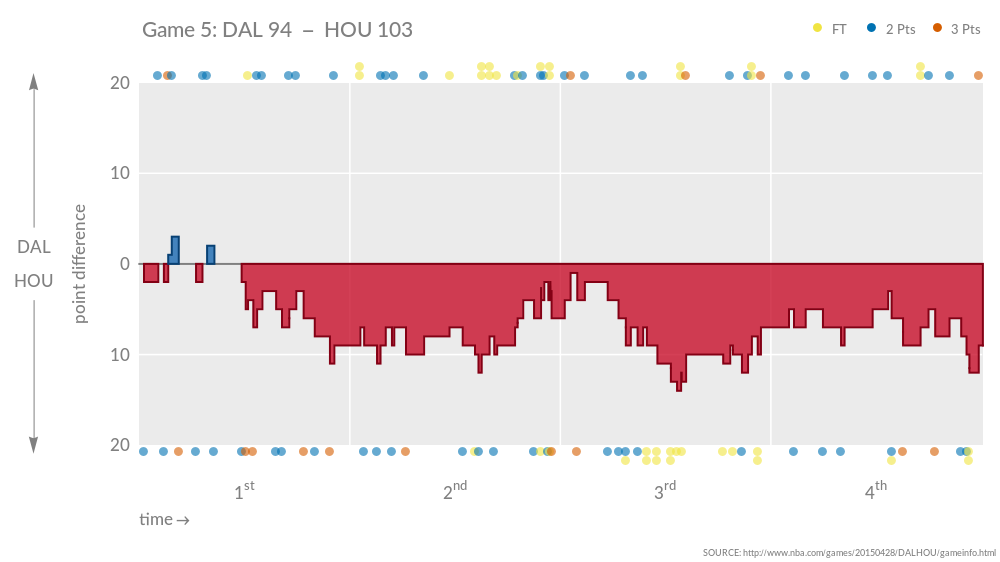 Game 5: DAL 94 – HOU 103
FT
2 Pts
3 Pts
20
10
0
10
20
DAL
HOU
point difference
1st
2nd
3rd
4th
time→
SOURCE: http://www.nba.com/games/20150428/DALHOU/gameinfo.html